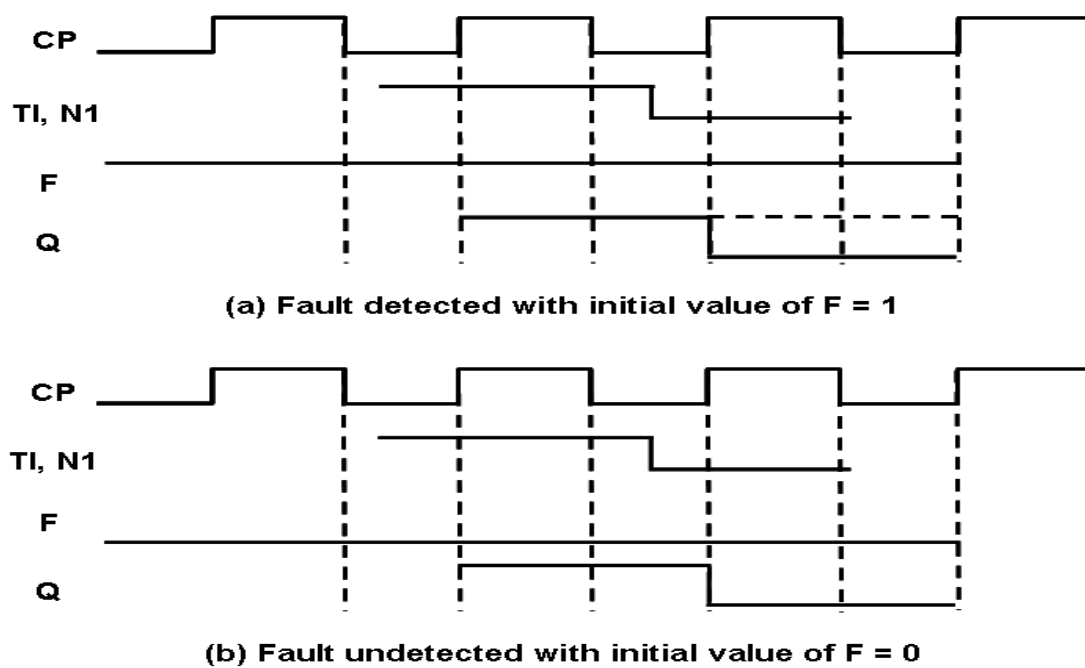 CP
TI, N1
F
Q
(a) Fault detected with initial value of F = 1
CP
TI, N1
F
Q
(b) Fault undetected with initial value of F = 0